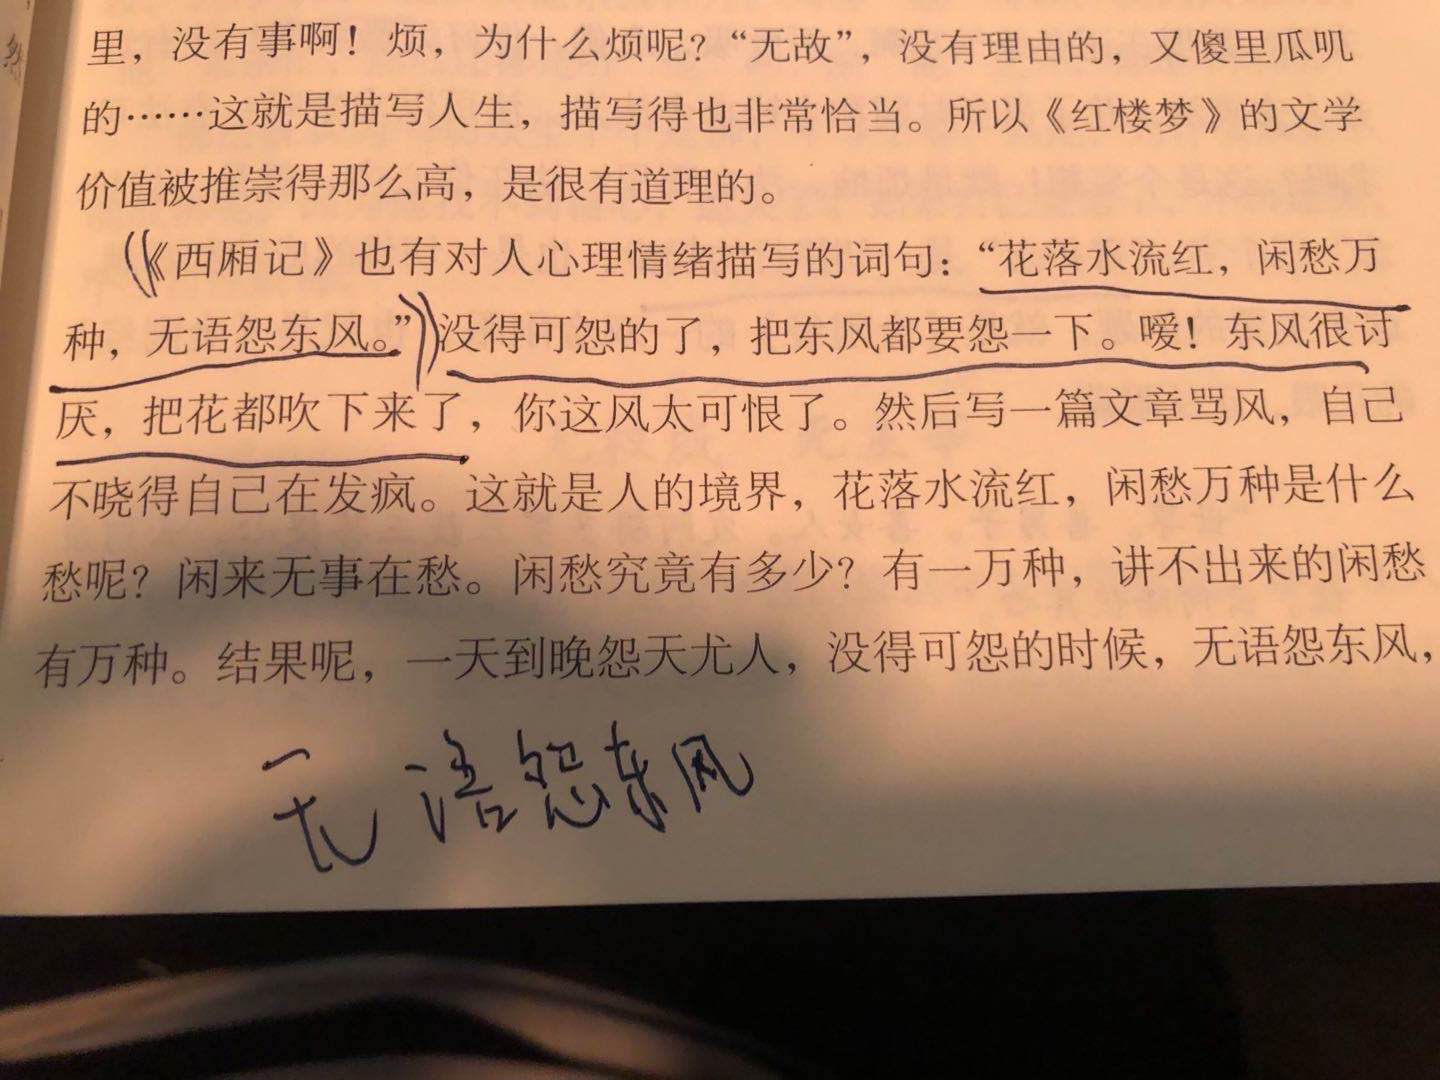 里，没有事啊！烦，为什么烦呢？“无故”，没有理由的，又傻里瓜叽
的……这就是描写人生，描写得也非常恰当。所以《红楼梦》的文学
价值被推崇得那么高，是很有道理的。
《西厢记》也有对人心理情绪描写的词句：“花落水流红，闲愁万
种，无语怨东风。”没得可怨的了，把东风都要怨一下。嗳！东风很讨
厌，把花都吹下来了，你这风太可恨了。然后写一篇文章骂风，自己
不晓得自己在发疯。这就是人的境界，花落水流红，闲愁万种是什么
愁呢？闲来无事在愁。闲愁究竟有多少？有一万种，讲不出来的闲愁
有万种。结果呢，一天到晚怨天尤人，没得可怨的时候，无语怨东风，
无语怨东风